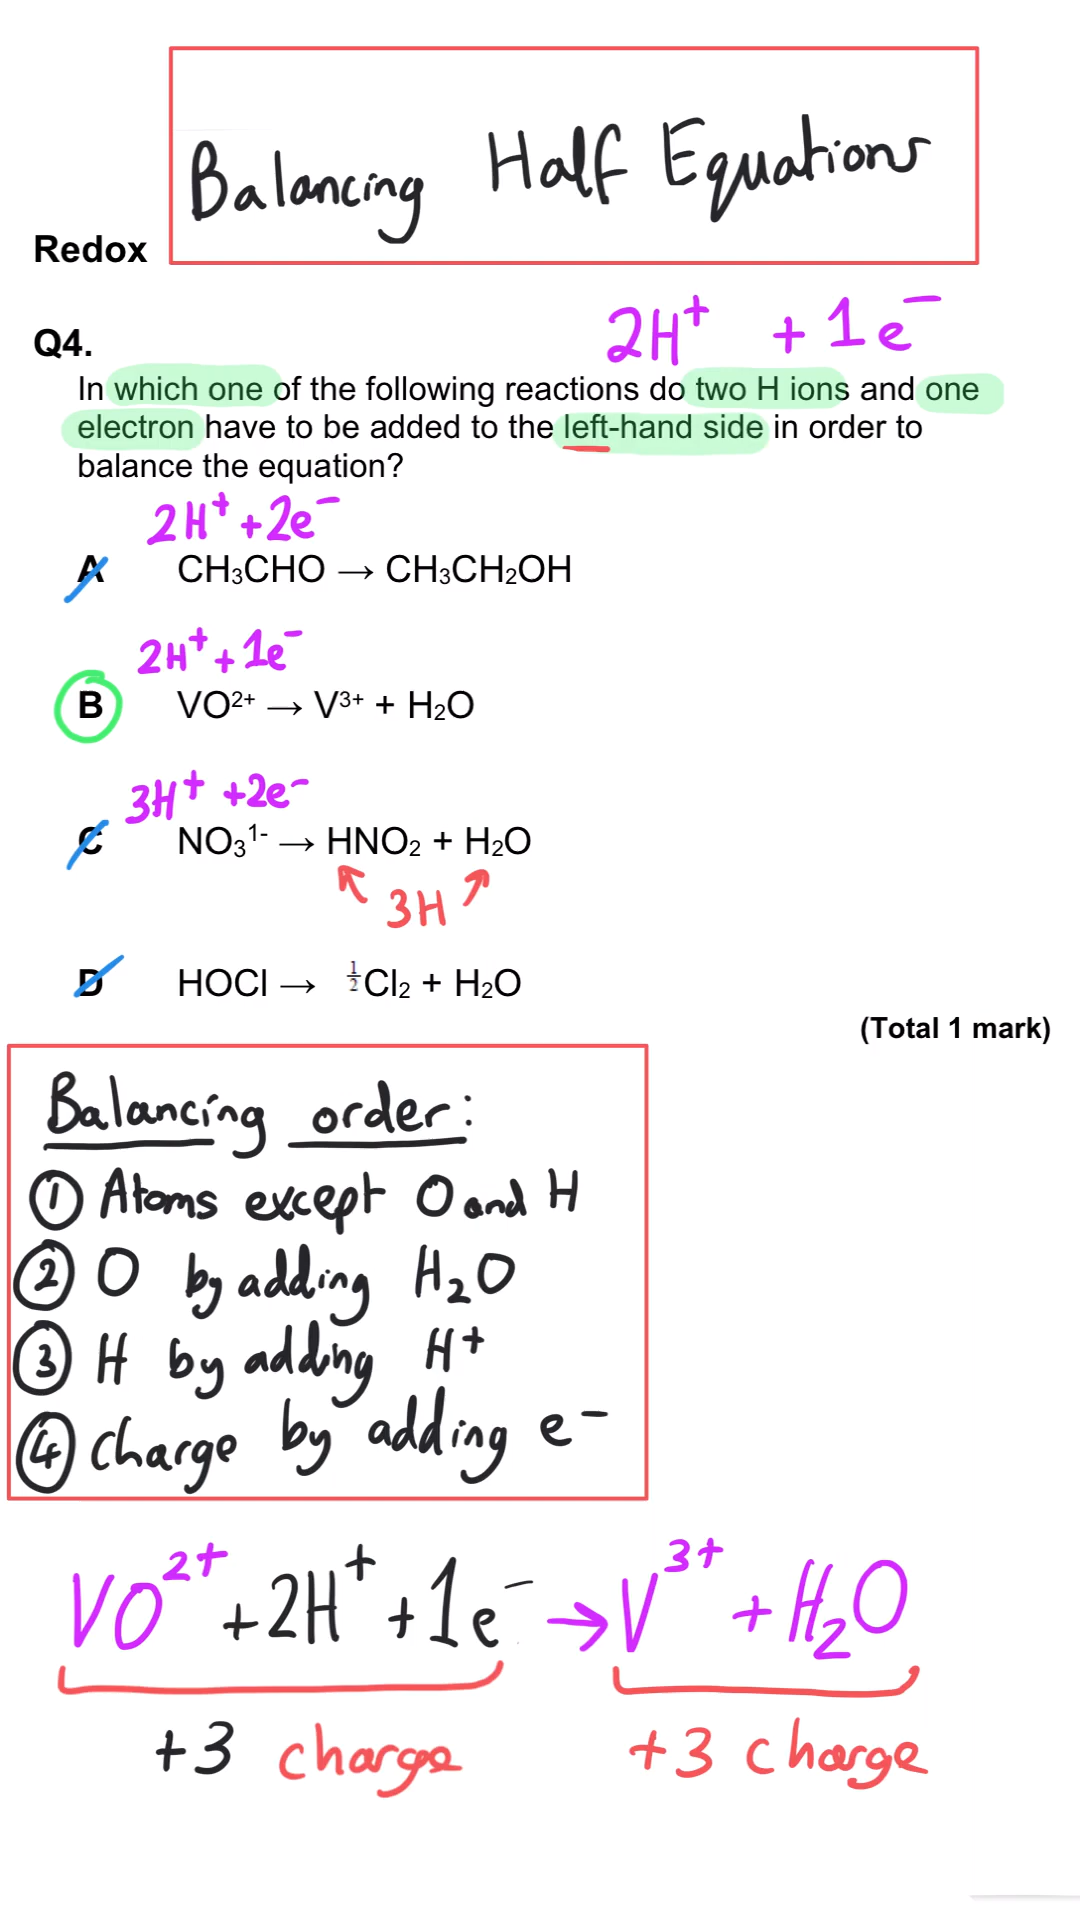 Balancing Half Equations
Redox
2H⁺ + 1e⁻
Q4.
In which one of the following reactions do two H ions and one
electron have to be added to the left-hand side in order to
balance the equation?
2H⁺ + 2e⁻
A CH₃CHO → CH₃CH₂OH
2H⁺ + 1e⁻
B VO²⁺ → V³⁺ + H₂O
3H⁺ + 2e⁻
C NO₃¹⁻ → HNO₂ + H₂O
3H
D HOCl → ½Cl₂ + H₂O
(Total 1 mark)
Balancing order:
① Atoms except O and H
② O by adding H₂O
③ H by adding H⁺
④ Charge by adding e⁻
VO²⁺ + 2H⁺ + 1e⁻ → V³⁺ + H₂O
+3 charge +3 charge